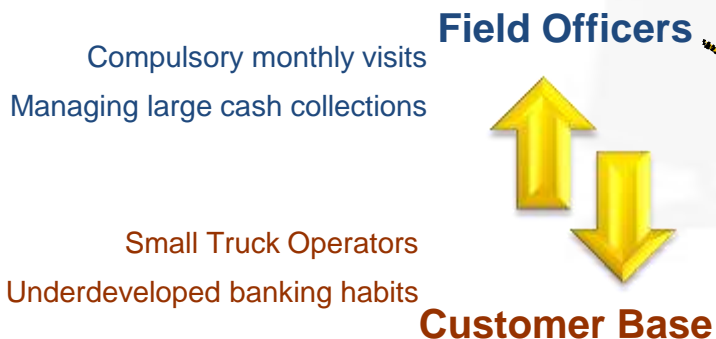 Field Officers
Compulsory monthly visits
Managing large cash collections
Small Truck Operators
Underdeveloped banking habits
Customer Base